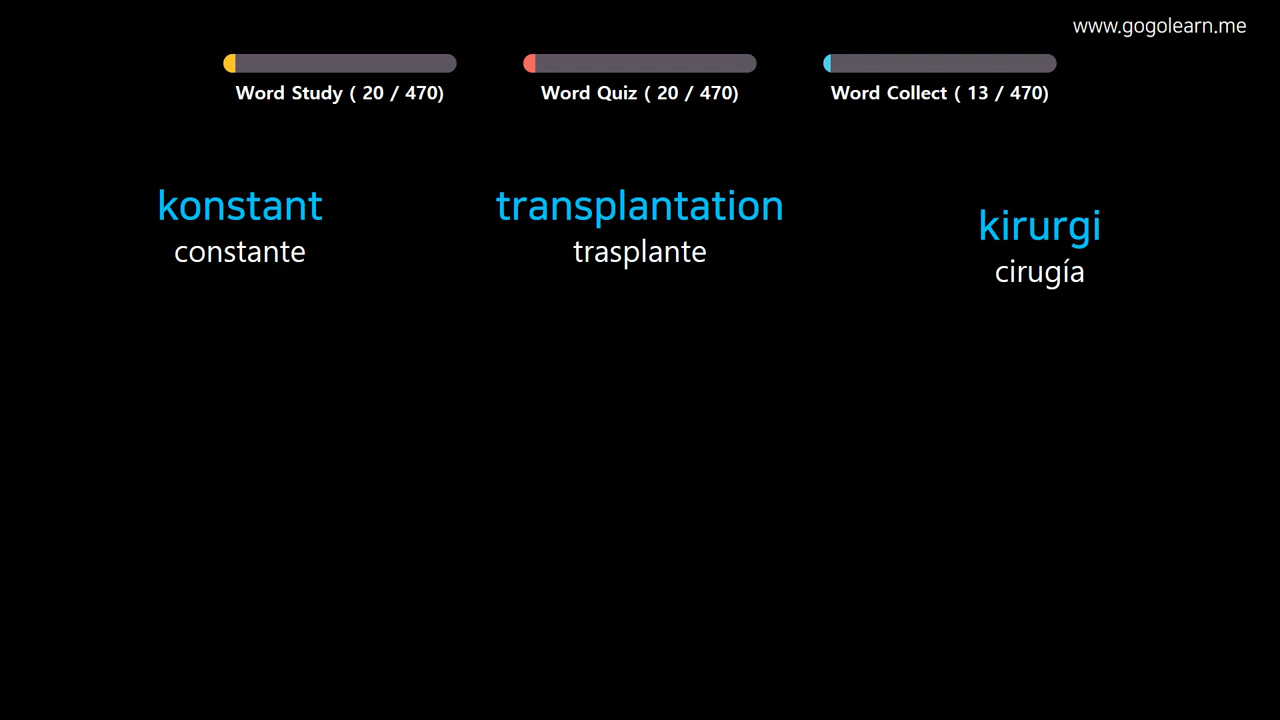 www.gogolearn.me
Word Study ( 20 / 470)
Word Quiz ( 20 / 470)
Word Collect ( 13 / 470)
konstant
constante
transplantation
trasplante
kirurgi
cirugía